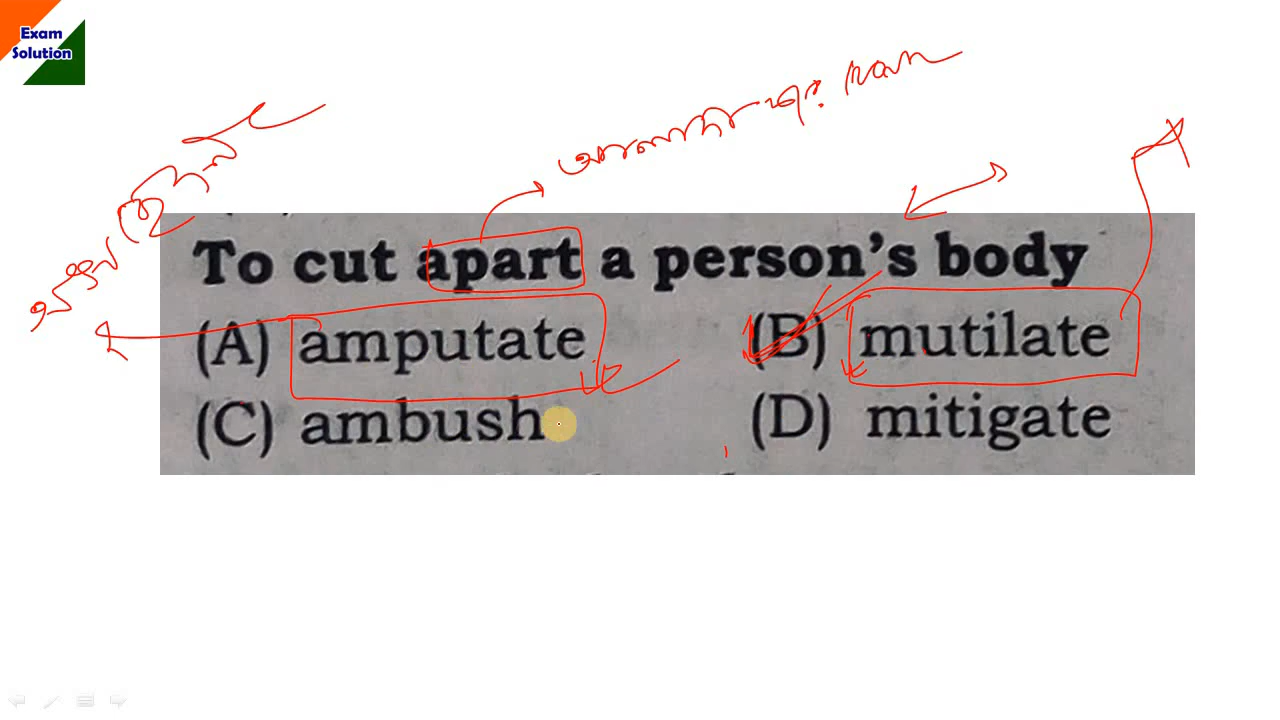 Exam
Solution
To cut apart a person's body
(A) amputate (B) mutilate
(C) ambush (D) mitigate